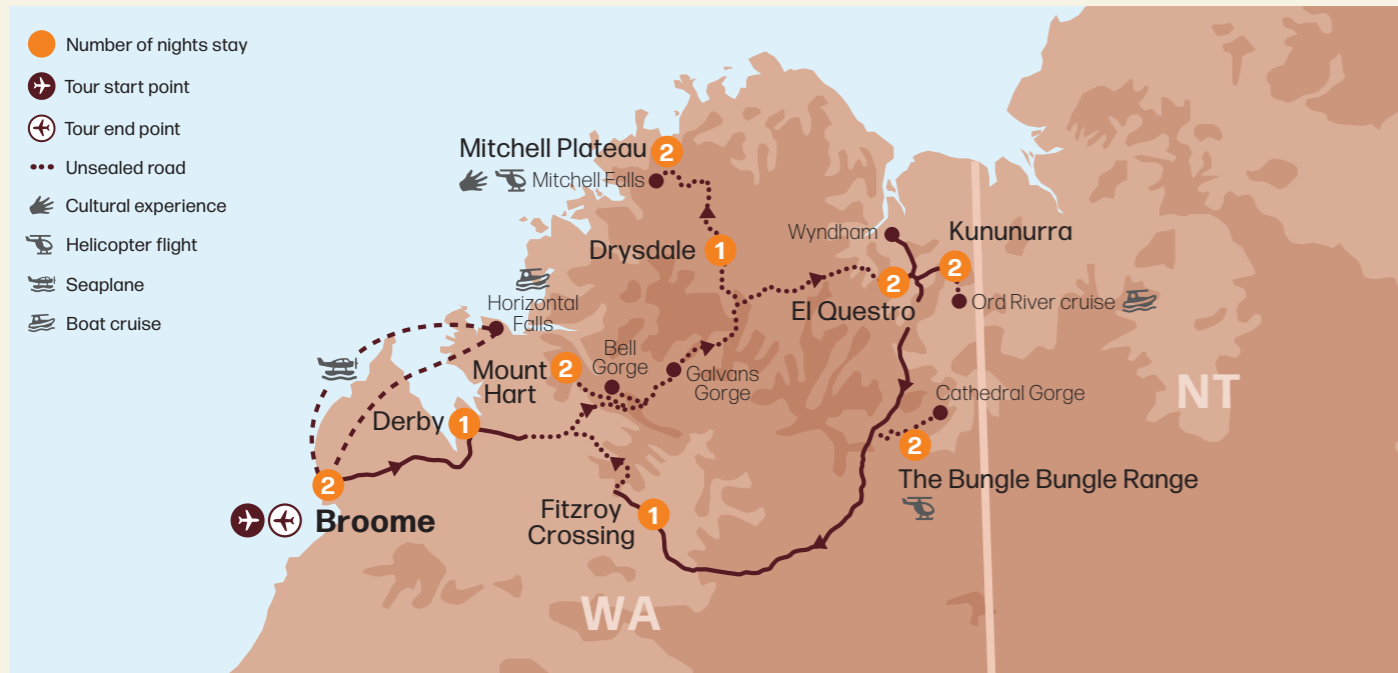 Number of nights stay
Tour start point
Tour end point
Unsealed road
Cultural experience
Helicopter flight
Seaplane
Boat cruise
Mitchell Plateau 2
Mitchell Falls
Drysdale 1
Wyndham
Kununurra
2
2
El Questro
Ord River cruise
Horizontal
Falls
Mount
Hart
2
Bell
Gorge
Galvans
Gorge
Derby 1
Cathedral Gorge
NT
2
The Bungle Bungle Range
2
Broome
Fitzroy
Crossing
1
WA